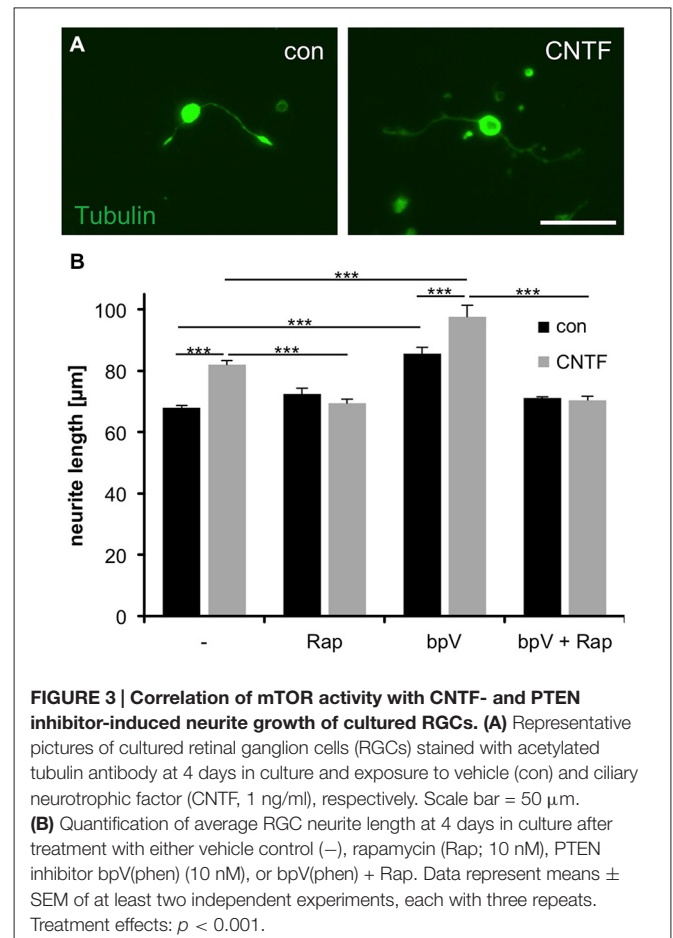 A
con
CNTF
Tubulin
B
***
***
***
***
***
***
con
CNTF
neurite length [µm]
100
80
60
40
20
0
-
Rap
bpV
bpV + Rap
FIGURE 3 | Correlation of mTOR activity with CNTF- and PTEN
inhibitor-induced neurite growth of cultured RGCs. (A) Representative
pictures of cultured retinal ganglion cells (RGCs) stained with acetylated
tubulin antibody at 4 days in culture and exposure to vehicle (con) and ciliary
neurotrophic factor (CNTF, 1 ng/ml), respectively. Scale bar = 50 µm.
(B) Quantification of average RGC neurite length at 4 days in culture after
treatment with either vehicle control (−), rapamycin (Rap; 10 nM), PTEN
inhibitor bpV(phen) (10 nM), or bpV(phen) + Rap. Data represent means ±
SEM of at least two independent experiments, each with three repeats.
Treatment effects: p < 0.001.